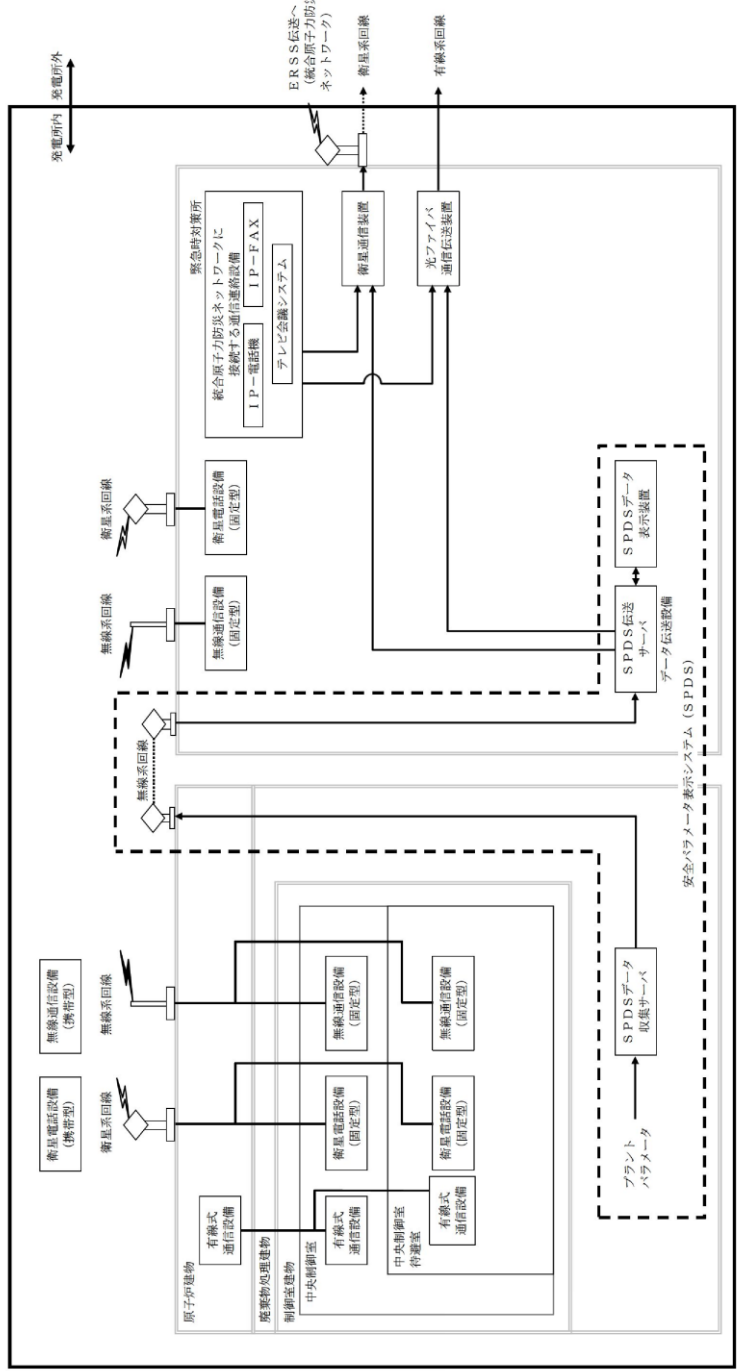 発電所内 発電所外
ERSS伝送へ
(統合原子力防災
ネットワーク)
衛星系回線
有線系回線
緊急時対策所
統合原子力防災ネットワークに
接続する通信連絡設備
IP-電話機
IP-FAX
テレビ会議システム
衛星通信装置
光ファイバ
通信伝送装置
衛星系回線
衛星電話設備
(固定型)
無線系回線
無線通信設備
(固定型)
SPDSデータ
表示装置
SPDS伝送
サーバ
データ伝送設備
無線系回線
安全パラメータ表示システム(SPDS)
無線通信設備
(携帯型)
無線系回線
衛星電話設備
(携帯型)
衛星系回線
原子炉建物
有線式
通信設備
廃棄物処理建物
制御室建物
中央制御室
有線式
通信設備
衛星電話設備
(固定型)
無線通信設備
(固定型)
中央制御室
待避室
有線式
通信設備
衛星電話設備
(固定型)
無線通信設備
(固定型)
プラント
パラメータ
SPDSデータ
収集サーバ